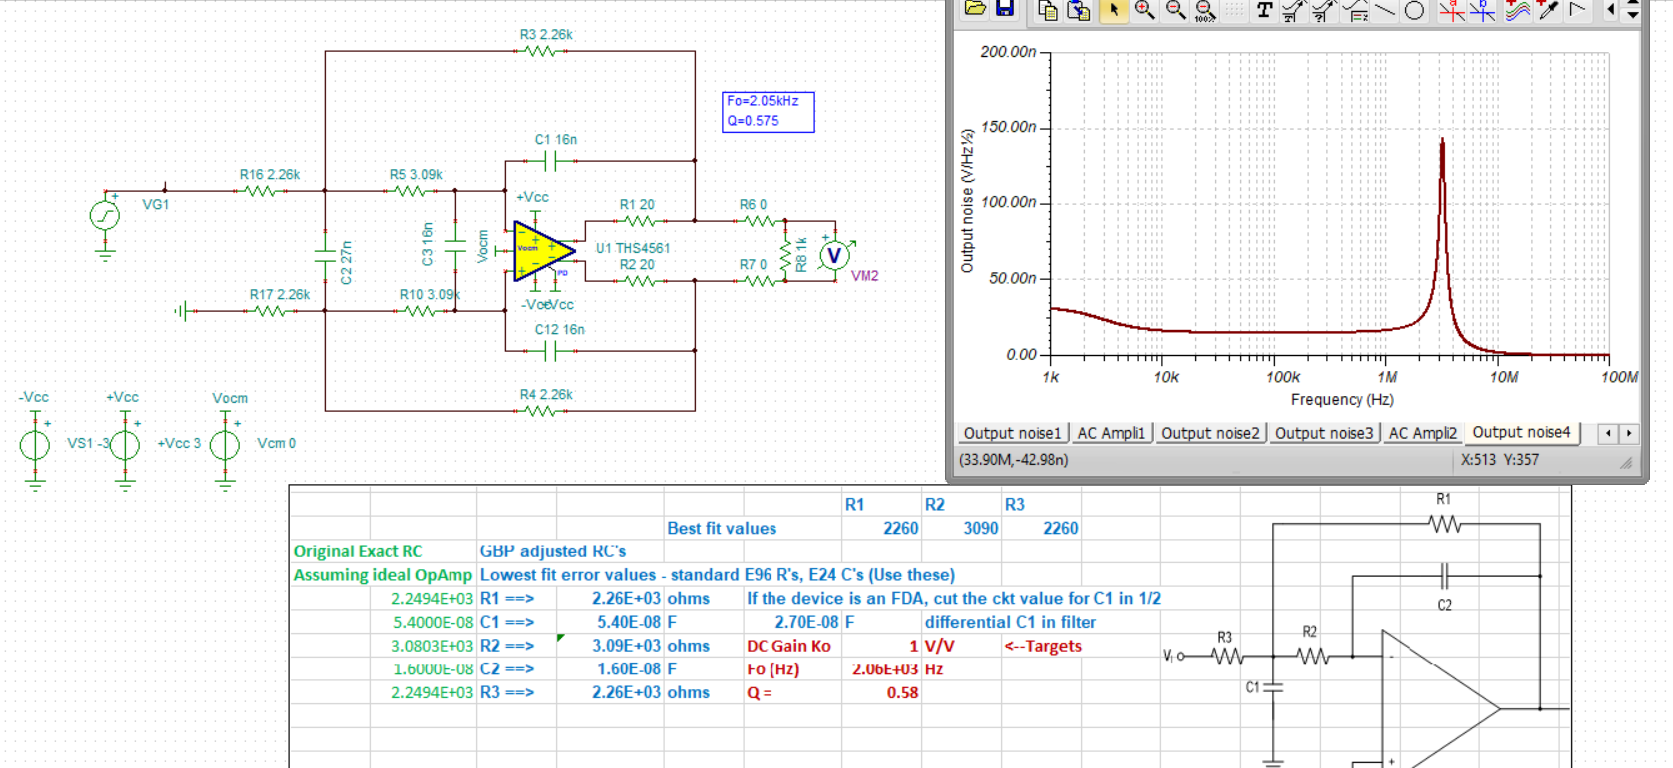 R3 2.26k
Fo=2.05kHz
Q=0.575
C1 16n
R16 2.26k
R5 3.09k
+Vcc
VG1
R1 20
R6 0
C2 27n
C3 16n
Vocm
Vocm
U1 THS4561
R8 1k
V
VM2
PD
R2 20
R7 0
R17 2.26k
R10 3.09k
-Vcc
+Vcc
C12 16n
R4 2.26k
-Vcc
+Vcc
Vocm
VS1 -3
+Vcc 3
Vcm 0
T
100%
a
b
200.00n
150.00n
100.00n
50.00n
0.00
Output noise (V/Hz½)
1k
10k
100k
1M
10M
100M
Frequency (Hz)
Output noise1
AC Ampli1
Output noise2
Output noise3
AC Ampli2
Output noise4
(33.90M,-42.98n)
X:513 Y:357
R1 R2 R3
Best fit values 2260 3090 2260
Original Exact RC GBP adjusted RC's
Assuming ideal OpAmp Lowest fit error values - standard E96 R's, E24 C's (Use these)
2.2494E+03 R1 ==> 2.26E+03 ohms If the device is an FDA, cut the ckt value for C1 in 1/2
5.4000E-08 C1 ==> 5.40E-08 F 2.70E-08 F differential C1 in filter
3.0803E+03 R2 ==> 3.09E+03 ohms DC Gain Ko 1 V/V <--Targets
1.6000E-08 C2 ==> 1.60E-08 F Fo (Hz) 2.06E+03 Hz
2.2494E+03 R3 ==> 2.26E+03 ohms Q = 0.58
R1
C2
R3
R2
C1